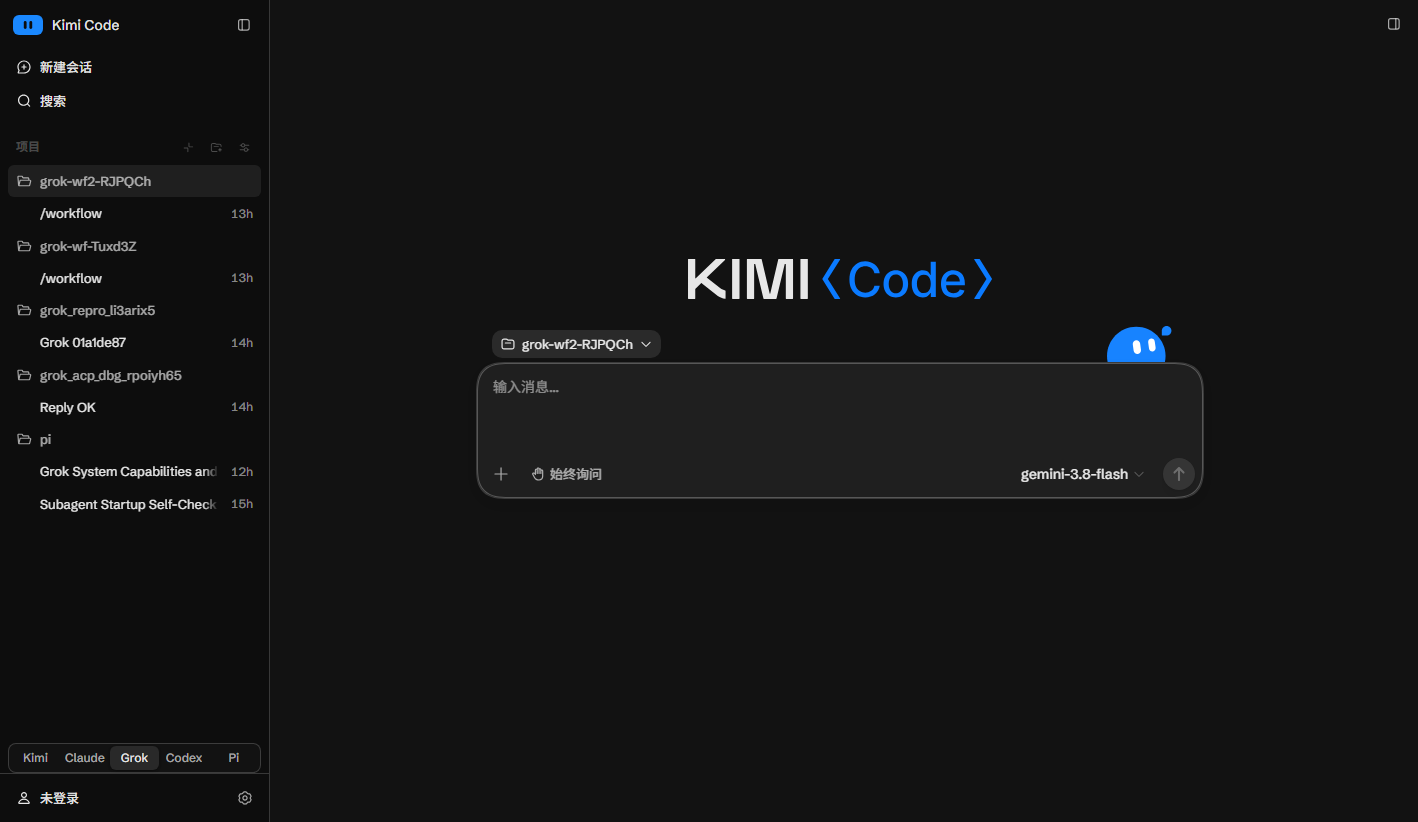 Kimi Code
新建会话
搜索
项目
grok-wf2-RJPQCh
/workflow 13h
grok-wf-Tuxd3Z
/workflow 13h
grok_repro_li3arix5
Grok 01a1de87 14h
grok_acp_dbg_rpoiyh65
Reply OK 14h
pi
Grok System Capabilities and 12h
Subagent Startup Self-Check 15h
Kimi Claude Grok Codex Pi
未登录
KIMI Code
grok-wf2-RJPQCh
输入消息...
始终询问 gemini-3.8-flash